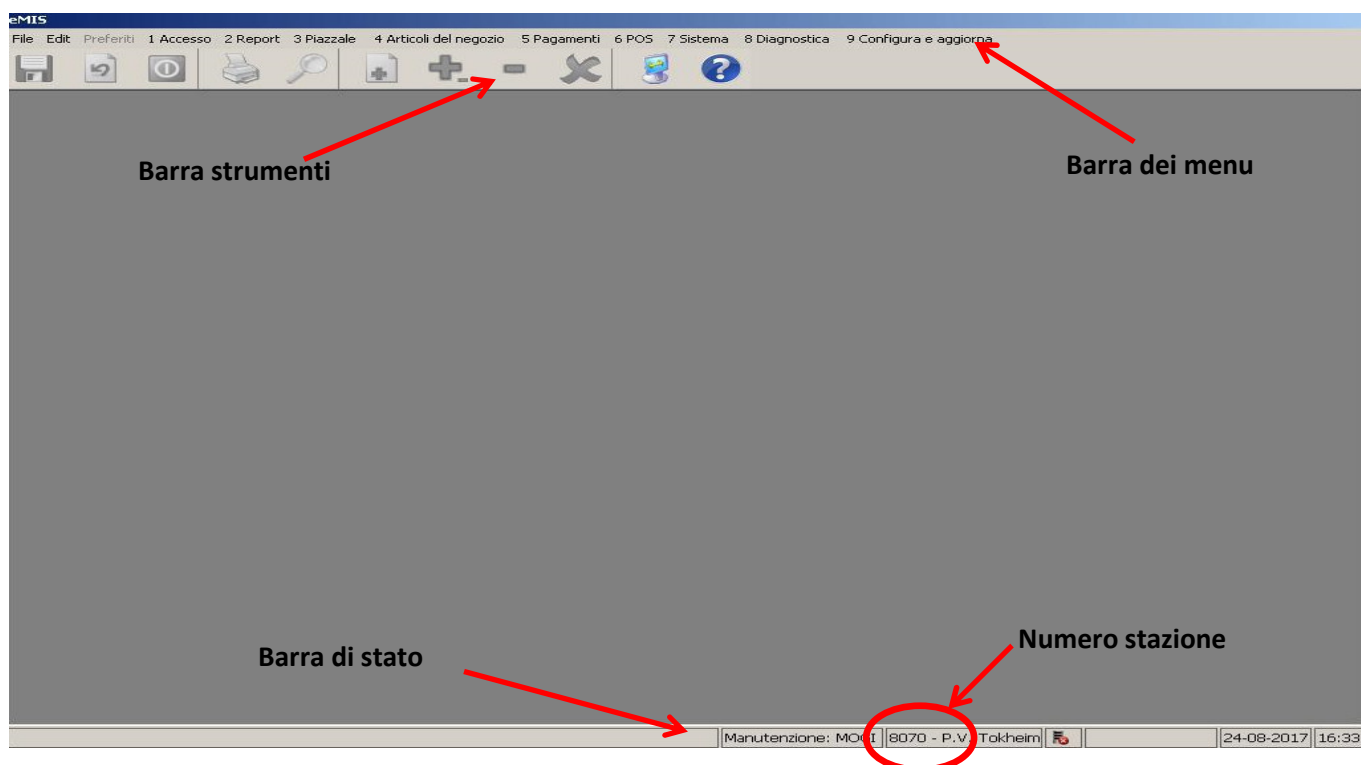 eMIS
File Edit Preferiti 1 Accesso 2 Report 3 Piazzale 4 Articoli del negozio 5 Pagamenti 6 POS 7 Sistema 8 Diagnostica 9 Configura e aggiorna
Barra strumenti
Barra dei menu
Numero stazione
Barra di stato
Manutenzione: 8070 - P.V. Tokheim 24-08-2017 16:33